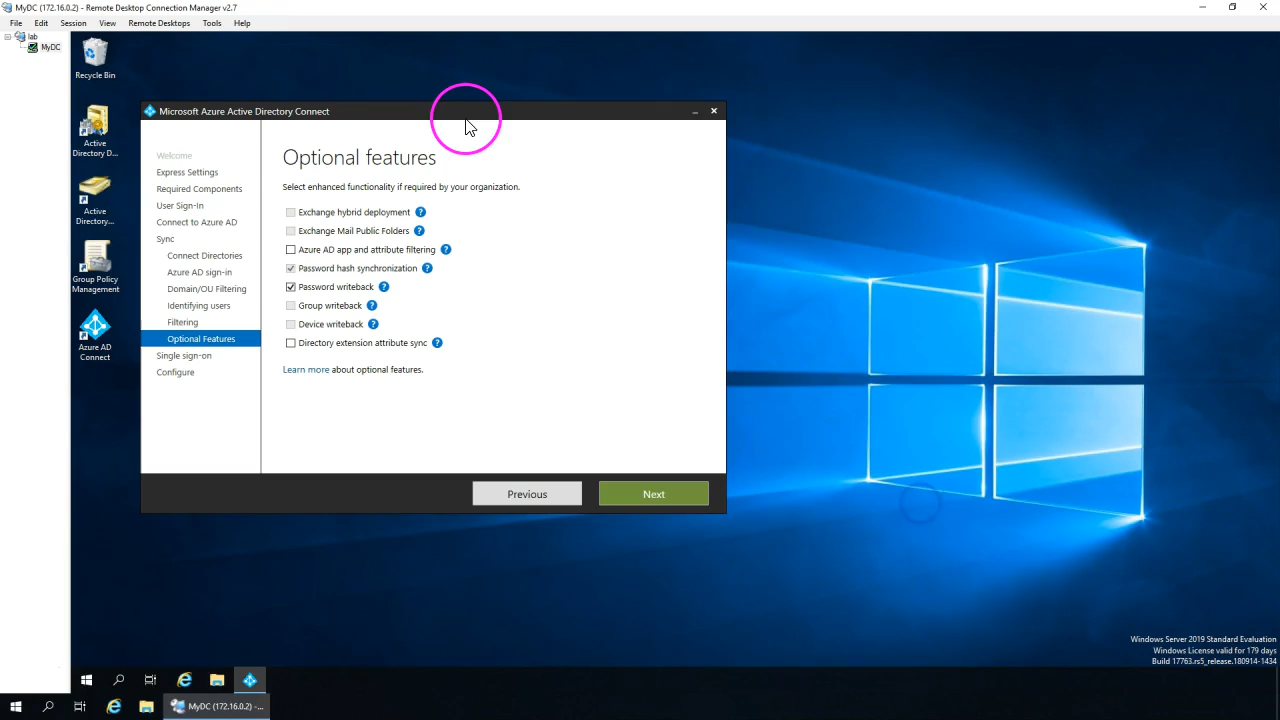 MyDC (172.16.0.2) - Remote Desktop Connection Manager v2.7
File Edit Session View Remote Desktops Tools Help
lab
MyDC
Recycle Bin
Active
Directory D...
Active
Directory...
Group Policy
Management
Azure AD
Connect
Microsoft Azure Active Directory Connect
Welcome
Express Settings
Required Components
User Sign-In
Connect to Azure AD
Sync
Connect Directories
Azure AD sign-in
Domain/OU Filtering
Identifying users
Filtering
Optional Features
Single sign-on
Configure
Optional features
Select enhanced functionality if required by your organization.
Exchange hybrid deployment ?
Exchange Mail Public Folders ?
Azure AD app and attribute filtering ?
Password hash synchronization ?
Password writeback ?
Group writeback ?
Device writeback ?
Directory extension attribute sync ?
Learn more about optional features.
Previous
Next
Windows Server 2019 Standard Evaluation
Windows License valid for 179 days
Build 17763.rs5_release.180914-1434
MyDC (172.16.0.2) -...